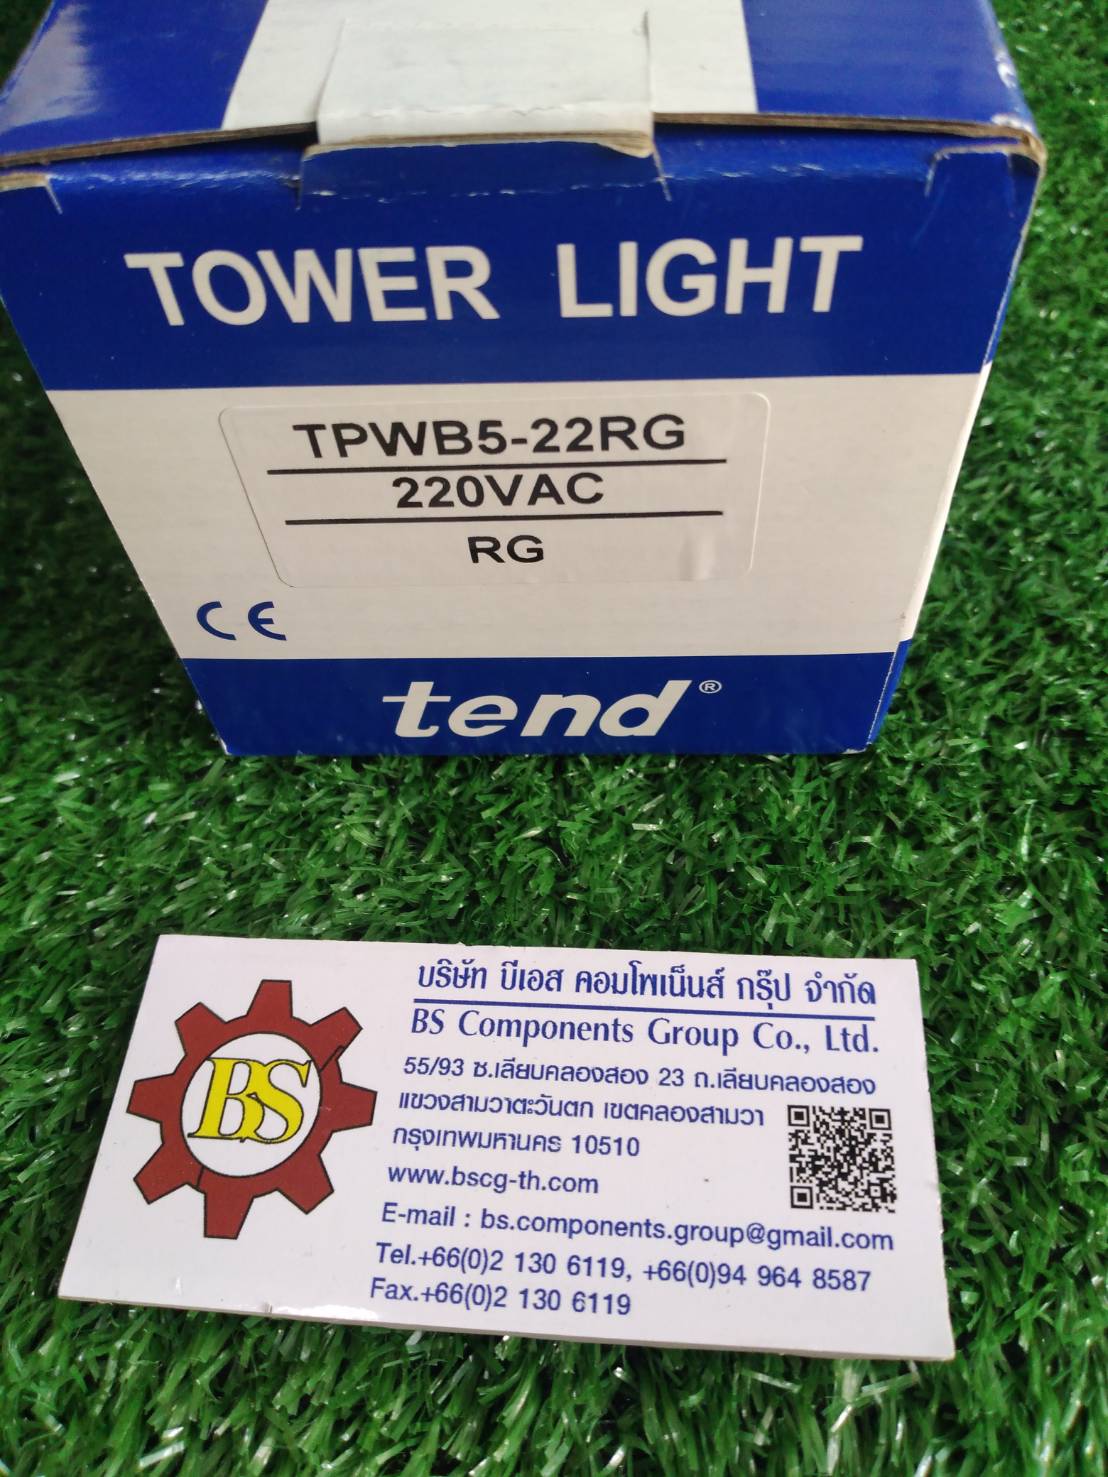 TOWER LIGHT
TPWB5-22RG
220VAC
RG
CE
tend®
BS
บริษัท บีเอส คอมโพเน็นส์ กรุ๊ป จำกัด
BS Components Group Co., Ltd.
55/93 ซ.เลียบคลองสอง 23 ถ.เลียบคลองสอง
แขวงสามวาตะวันตก เขตคลองสามวา
กรุงเทพมหานคร 10510
www.bscg-th.com
E-mail : bs.components.group@gmail.com
Tel.+66(0)2 130 6119, +66(0)94 964 8587
Fax.+66(0)2 130 6119